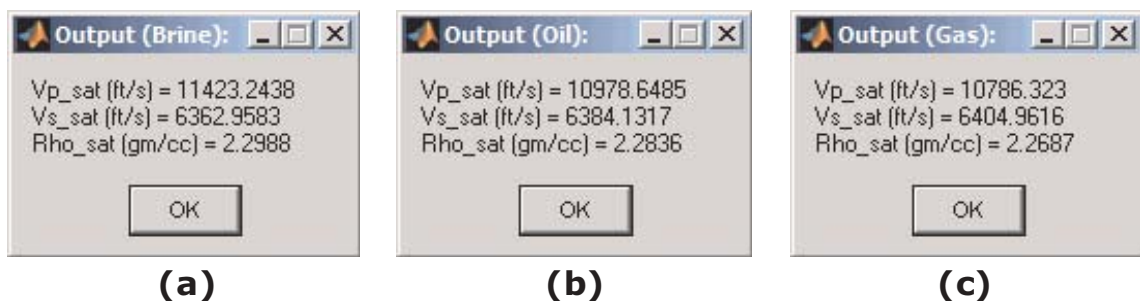 Output (Brine):
Vp_sat (ft/s) = 11423.2438
Vs_sat (ft/s) = 6362.9583
Rho_sat (gm/cc) = 2.2988
OK
(a)
Output (Oil):
Vp_sat (ft/s) = 10978.6485
Vs_sat (ft/s) = 6384.1317
Rho_sat (gm/cc) = 2.2836
OK
(b)
Output (Gas):
Vp_sat (ft/s) = 10786.323
Vs_sat (ft/s) = 6404.9616
Rho_sat (gm/cc) = 2.2687
OK
(c)